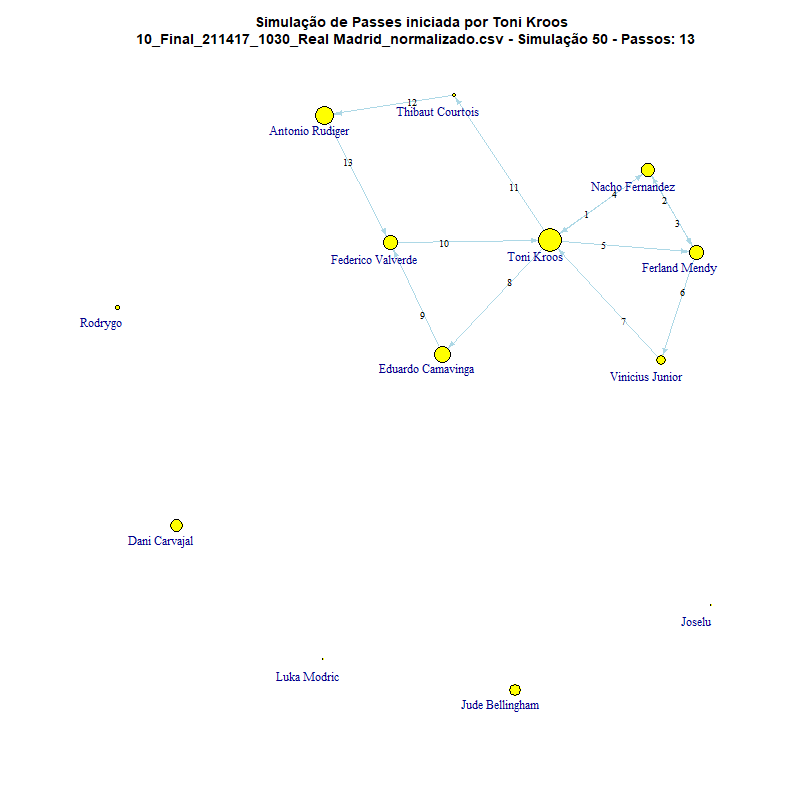 Simulação de Passes iniciada por Toni Kroos
10_Final_211417_1030_Real Madrid_normalizado.csv - Simulação 50 - Passos: 13
12
Thibaut Courtois
Antonio Rudiger
13
11
Nacho Fernandez
4
2
1
3
10
5
Federico Valverde
Toni Kroos
Ferland Mendy
8
6
9
7
Rodrygo
Eduardo Camavinga
Vinicius Junior
Dani Carvajal
Joselu
Luka Modric
Jude Bellingham